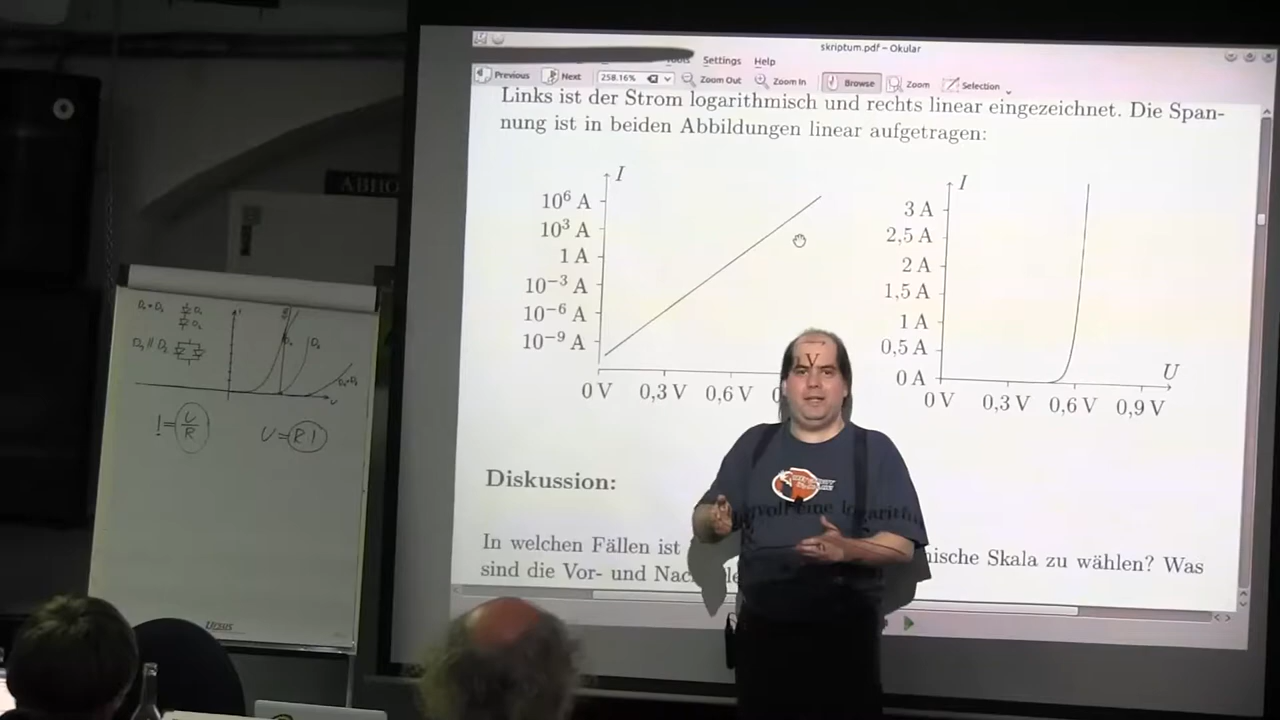 skriptum.pdf – Okular
Settings Help
Previous Next 258.16% Zoom Out Zoom In Browse Zoom Selection
Links ist der Strom logarithmisch und rechts linear eingezeichnet. Die Span-
nung ist in beiden Abbildungen linear aufgetragen:
I
10⁶ A
10³ A
1 A
10⁻³ A
10⁻⁶ A
10⁻⁹ A
0 V 0,3 V 0,6 V
V
I
3 A
2,5 A
2 A
1,5 A
1 A
0,5 A
0 A
U
0 V 0,3 V 0,6 V 0,9 V
Diskussion:
In welchen Fällen ist eine logarithmische Skala zu wählen? Was
sind die Vor- und
I = U/R U = R I